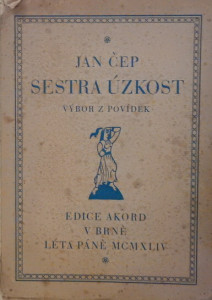 JAN ČEP
SESTRA ÚZKOST
VÝBOR Z POVÍDEK
EDICE AKORD
V BRNĚ
LÉTA PÁNĚ MCMXLIV